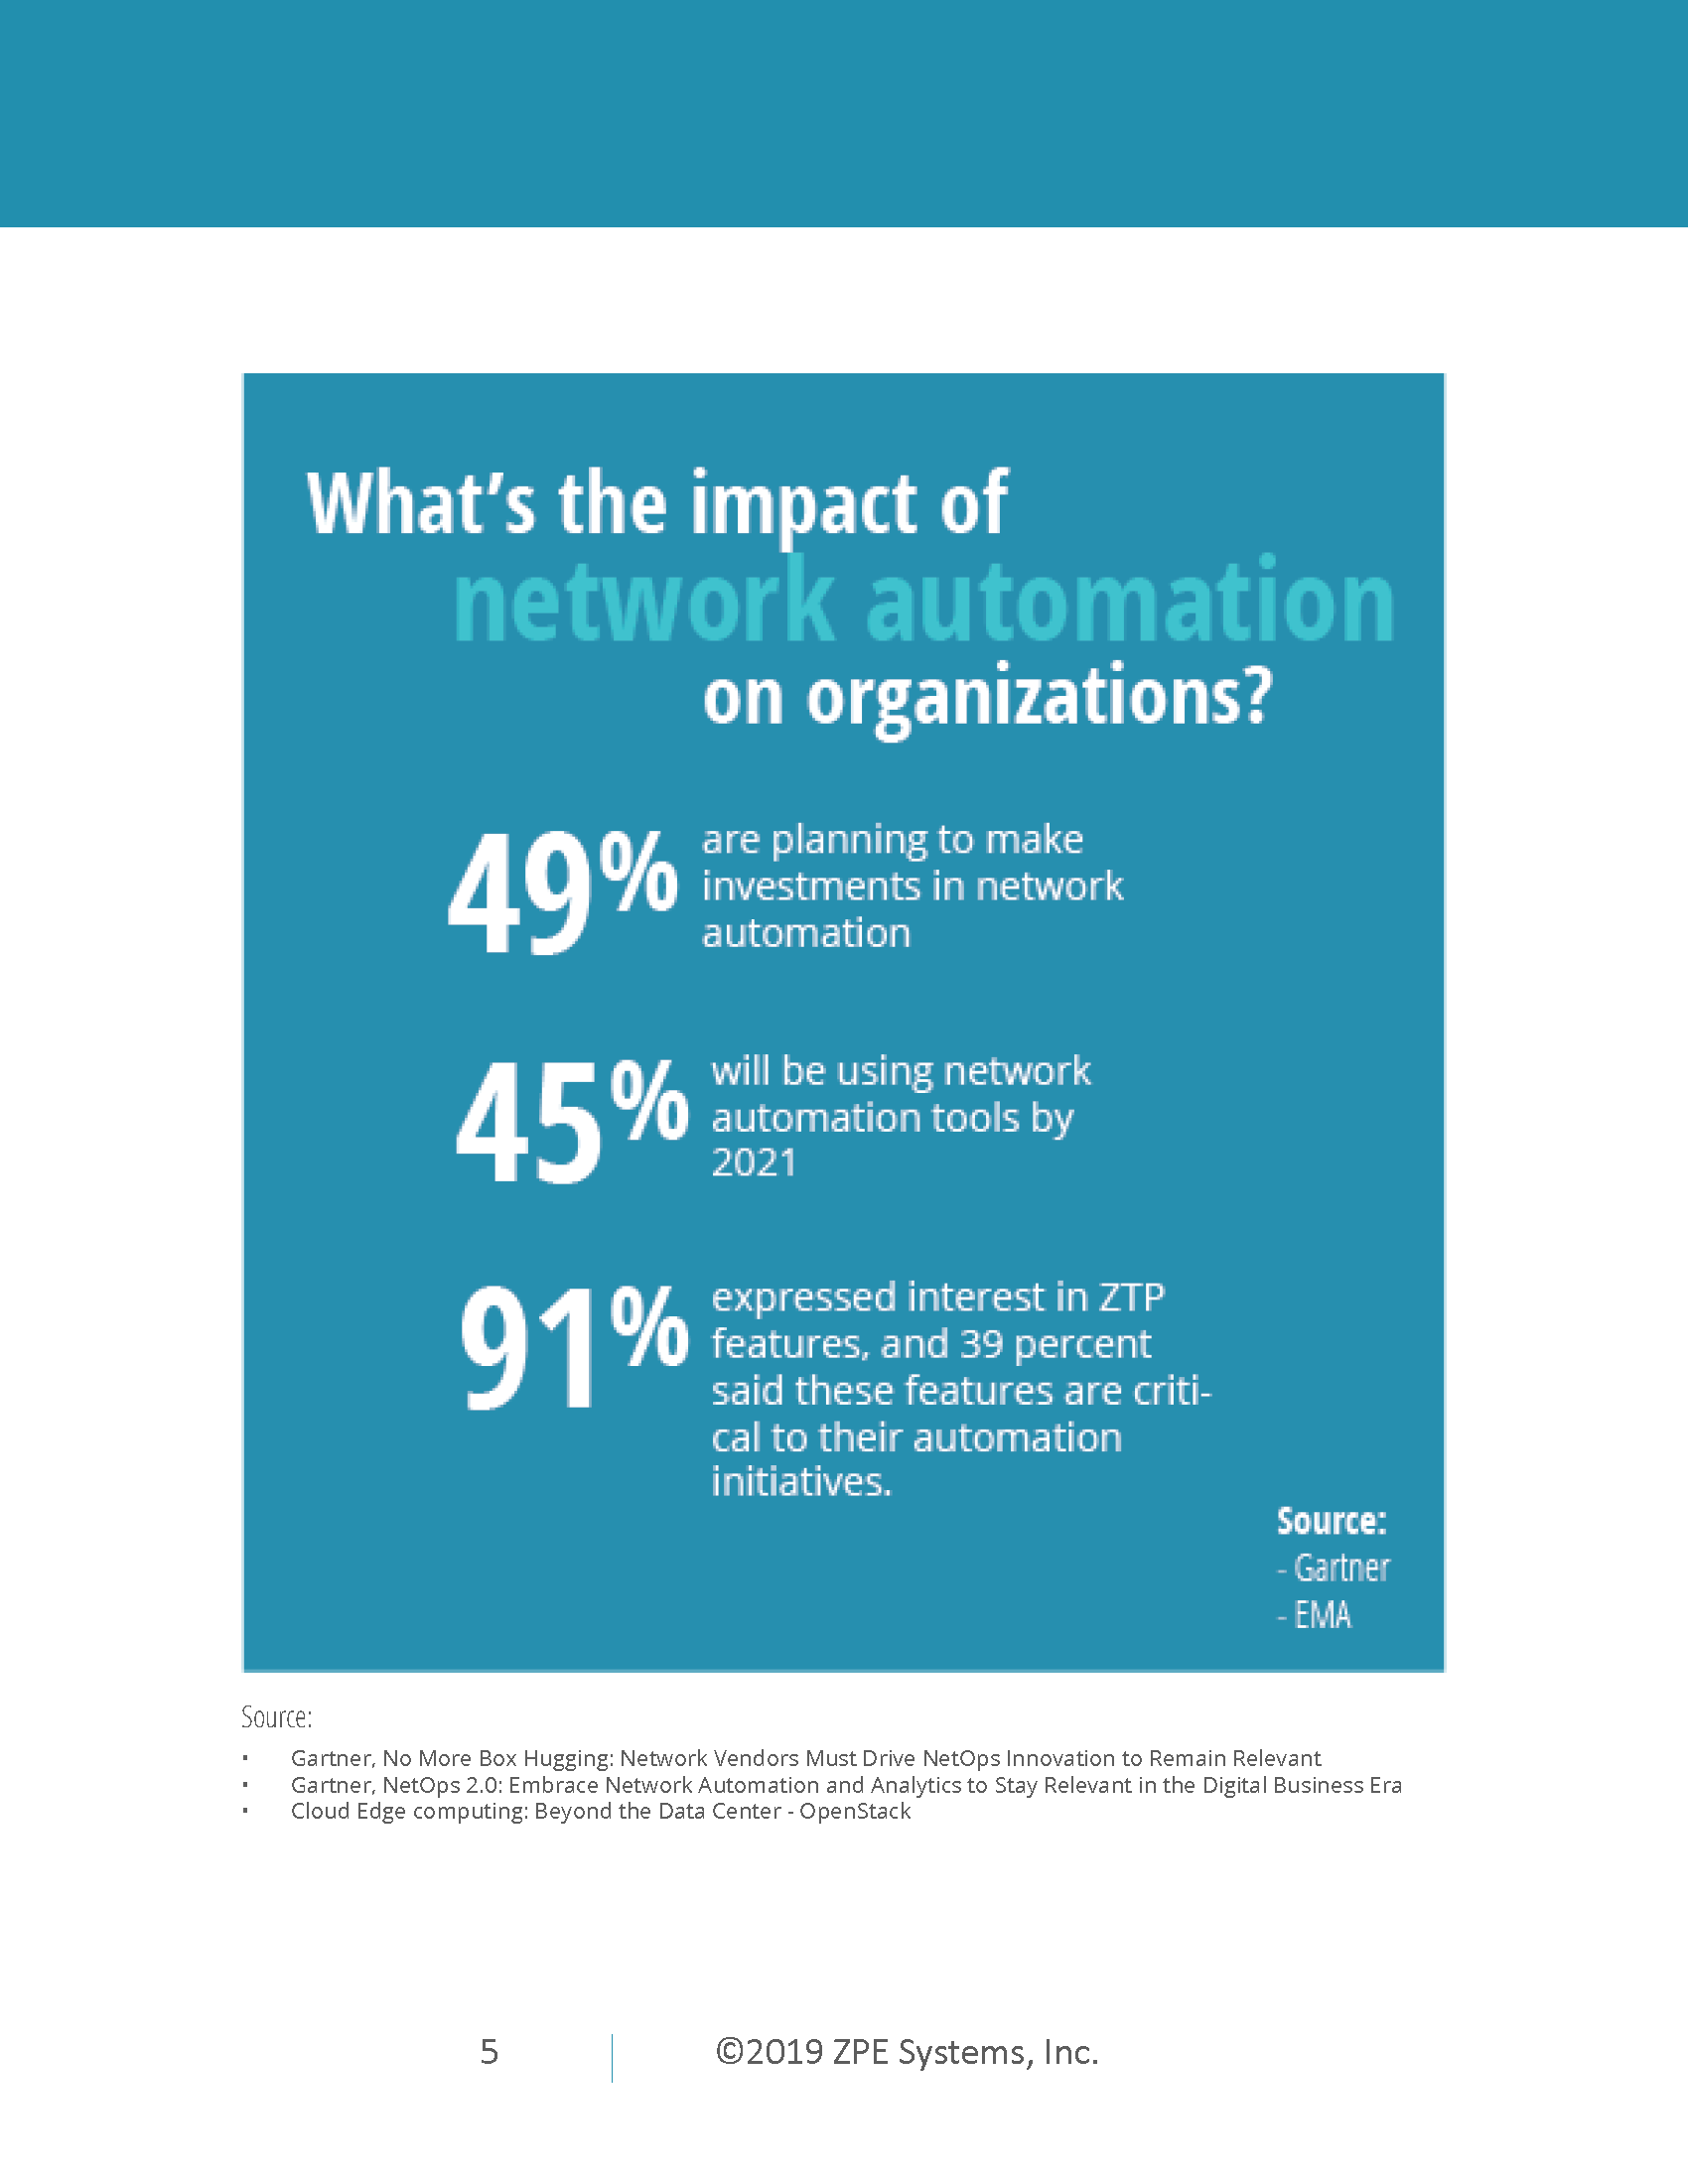 What's the impact of
network automation
on organizations?
49% are planning to make
investments in network
automation
45% will be using network
automation tools by
2021
91% expressed interest in ZTP
features, and 39 percent
said these features are criti-
cal to their automation
initiatives.
Source:
- Gartner
- EMA
Source:
▪ Gartner, No More Box Hugging: Network Vendors Must Drive NetOps Innovation to Remain Relevant
▪ Gartner, NetOps 2.0: Embrace Network Automation and Analytics to Stay Relevant in the Digital Business Era
▪ Cloud Edge computing: Beyond the Data Center - OpenStack
5 ©2019 ZPE Systems, Inc.